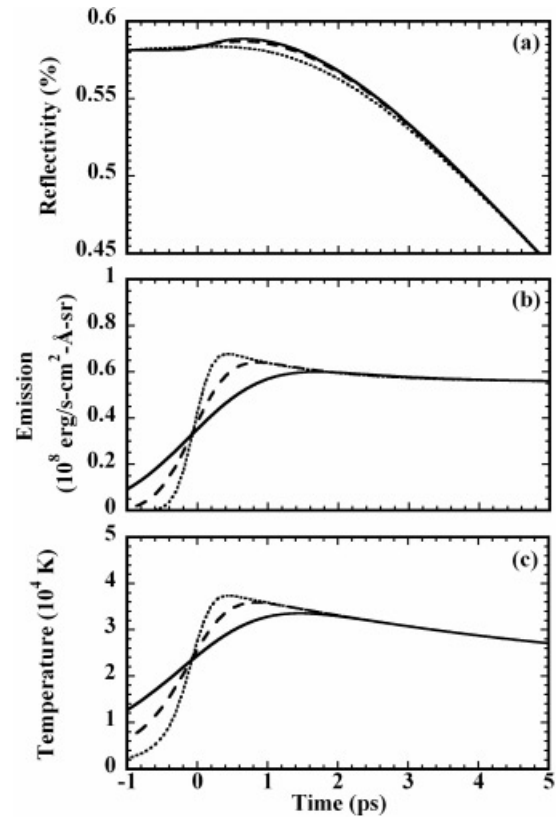 0.6
(a)
0.55
0.5
0.45
Reflectivity (%)
1
(b)
0.8
0.6
0.4
0.2
0
Emission
(10⁸ erg/s-cm²-Å-sr)
5
(c)
4
3
2
1
0
Temperature (10⁴ K)
-1 0 1 2 3 4 5
Time (ps)